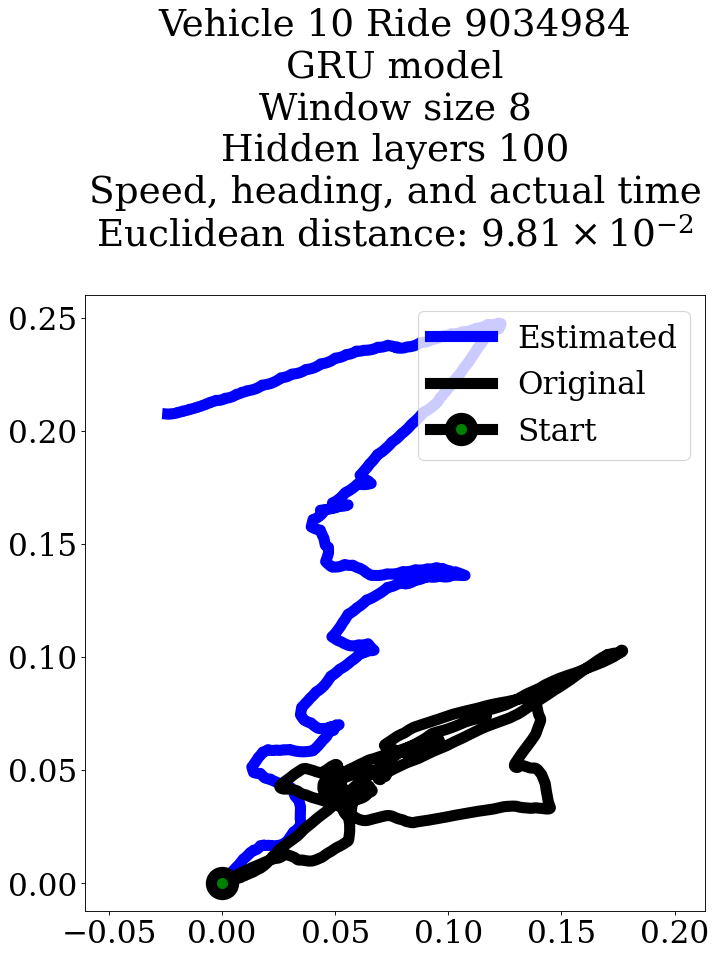 Vehicle 10 Ride 9034984
GRU model
Window size 8
Hidden layers 100
Speed, heading, and actual time
Euclidean distance: 9.81 × 10⁻²
0.25
0.20
0.15
0.10
0.05
0.00
Estimated
Original
Start
−0.05 0.00 0.05 0.10 0.15 0.20